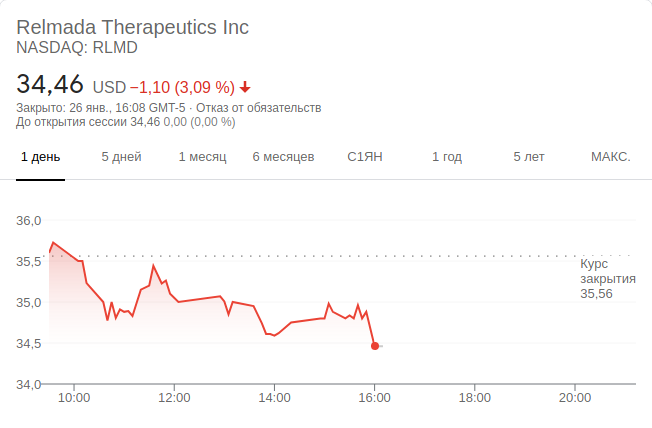 Relmada Therapeutics Inc
NASDAQ: RLMD
34,46 USD −1,10 (3,09 %)
Закрыто: 26 янв., 16:08 GMT-5 · Отказ от обязательств
До открытия сессии 34,46 0,00 (0,00 %)
1 день 5 дней 1 месяц 6 месяцев С1ЯН 1 год 5 лет МАКС.
36,0
35,5
Курс
закрытия
35,56
35,0
34,5
34,0
10:00 12:00 14:00 16:00 18:00 20:00